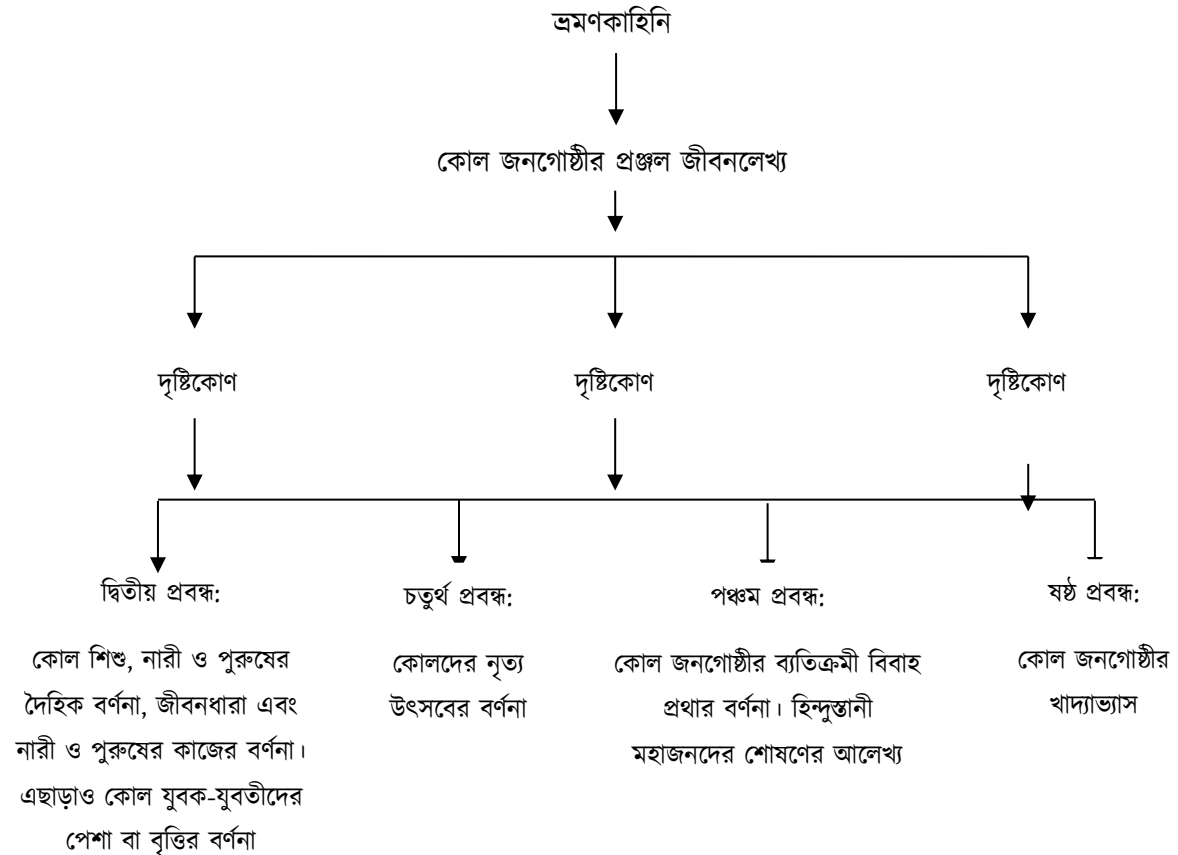 ভ্রমণকাহিনি
কোল জনগোষ্ঠীর প্রঞ্জল জীবনলেখ্য
দৃষ্টিকোণ
দৃষ্টিকোণ
দৃষ্টিকোণ
দ্বিতীয় প্রবন্ধ:
কোল শিশু, নারী ও পুরুষের
দৈহিক বর্ণনা, জীবনধারা এবং
নারী ও পুরুষের কাজের বর্ণনা।
এছাড়াও কোল যুবক-যুবতীদের
পেশা বা বৃত্তির বর্ণনা
চতুর্থ প্রবন্ধ:
কোলদের নৃত্য
উৎসবের বর্ণনা
পঞ্চম প্রবন্ধ:
কোল জনগোষ্ঠীর ব্যতিক্রমী বিবাহ
প্রথার বর্ণনা। হিন্দুস্তানী
মহাজনদের শোষণের আলেখ্য
ষষ্ঠ প্রবন্ধ:
কোল জনগোষ্ঠীর
খাদ্যাভ্যাস